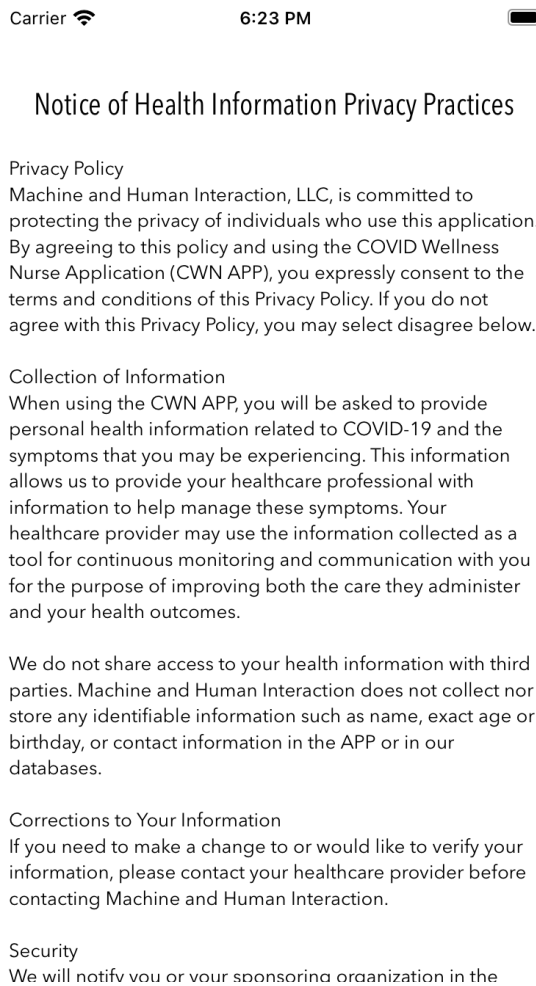 Carrier
6:23 PM
Notice of Health Information Privacy Practices
Privacy Policy
Machine and Human Interaction, LLC, is committed to
protecting the privacy of individuals who use this application.
By agreeing to this policy and using the COVID Wellness
Nurse Application (CWN APP), you expressly consent to the
terms and conditions of this Privacy Policy. If you do not
agree with this Privacy Policy, you may select disagree below.
Collection of Information
When using the CWN APP, you will be asked to provide
personal health information related to COVID-19 and the
symptoms that you may be experiencing. This information
allows us to provide your healthcare professional with
information to help manage these symptoms. Your
healthcare provider may use the information collected as a
tool for continuous monitoring and communication with you
for the purpose of improving both the care they administer
and your health outcomes.
We do not share access to your health information with third
parties. Machine and Human Interaction does not collect nor
store any identifiable information such as name, exact age or
birthday, or contact information in the APP or in our
databases.
Corrections to Your Information
If you need to make a change to or would like to verify your
information, please contact your healthcare provider before
contacting Machine and Human Interaction.
Security
We will notify you or your sponsoring organization in the